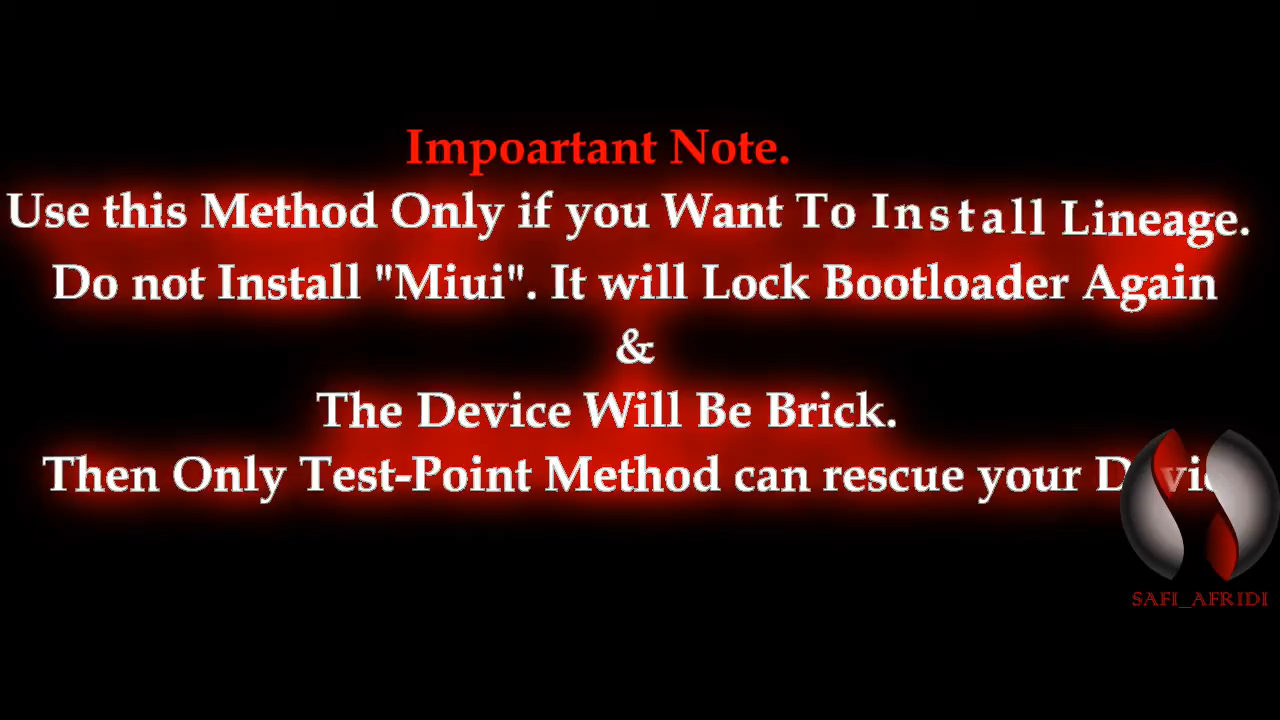 Impoartant Note.
Use this Method Only if you Want To Install Lineage.
Do not Install "Miui". It will Lock Bootloader Again
&
The Device Will Be Brick.
Then Only Test-Point Method can rescue your
SAFI_AFRIDI